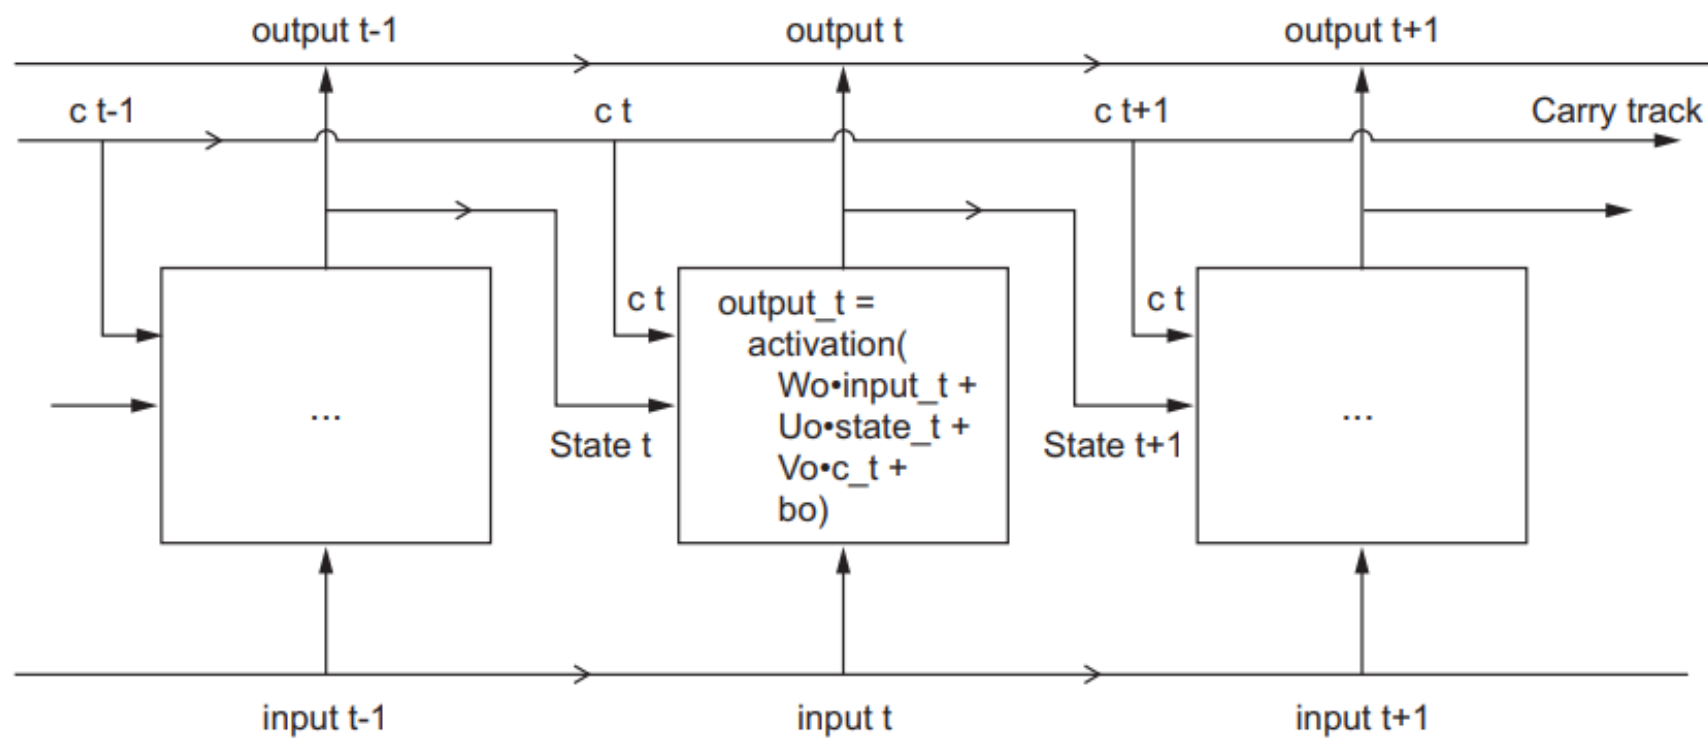 output t-1
output t
output t+1
c t-1
c t
c t+1
Carry track
c t
output_t =
activation(
Wo•input_t +
Uo•state_t +
Vo•c_t +
bo)
c t
...
...
State t
State t+1
input t-1
input t
input t+1